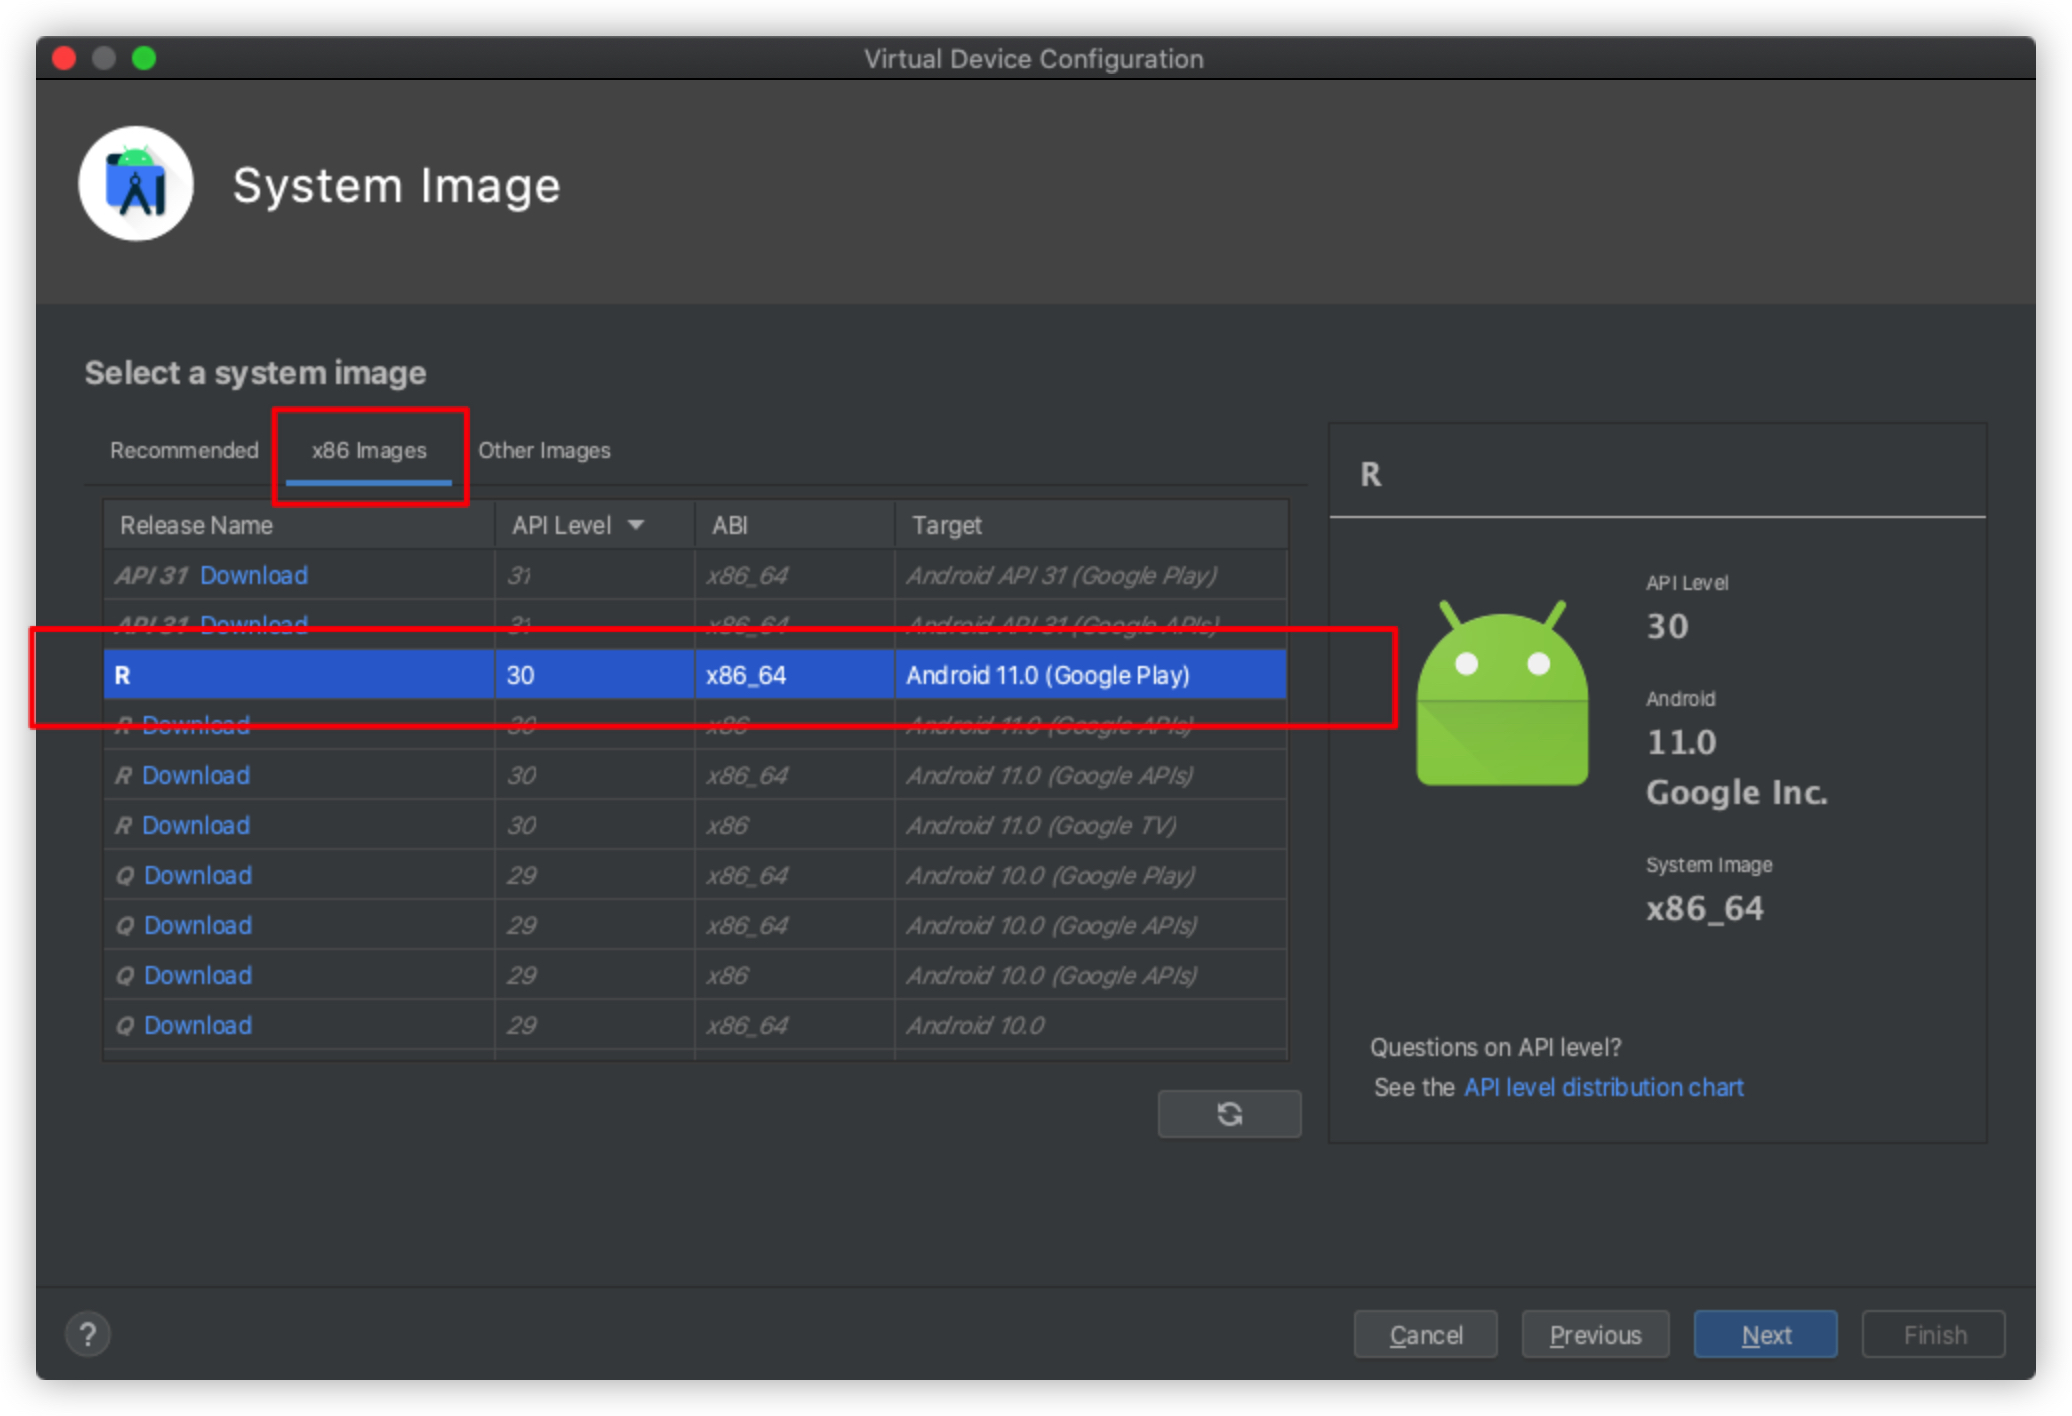 Virtual Device Configuration
System Image
Select a system image
Recommended x86 Images Other Images
Release Name API Level ABI Target
API 31 Download 31 x86_64 Android API 31 (Google Play)
API 31 Download 31 x86_64 Android API 31 (Google APIs)
R 30 x86_64 Android 11.0 (Google Play)
R Download 30 x86 Android 11.0 (Google APIs)
R Download 30 x86_64 Android 11.0 (Google APIs)
R Download 30 x86 Android 11.0 (Google TV)
Q Download 29 x86_64 Android 10.0 (Google Play)
Q Download 29 x86_64 Android 10.0 (Google APIs)
Q Download 29 x86 Android 10.0 (Google APIs)
Q Download 29 x86_64 Android 10.0
R
API Level
30
Android
11.0
Google Inc.
System Image
x86_64
Questions on API level?
See the API level distribution chart
? Cancel Previous Next Finish